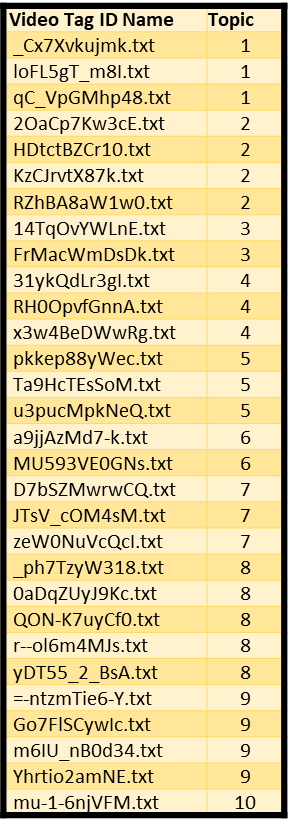 Video Tag ID Name Topic
_Cx7Xvkujmk.txt 1
loFL5gT_m8I.txt 1
qC_VpGMhp48.txt 1
2OaCp7Kw3cE.txt 2
HDtctBZCr10.txt 2
KzCJrvtX87k.txt 2
RZhBA8aW1w0.txt 2
14TqOvYWLnE.txt 3
FrMacWmDsDk.txt 3
31ykQdLr3gI.txt 4
RH0OpvfGnnA.txt 4
x3w4BeDWwRg.txt 4
pkkep88yWec.txt 5
Ta9HcTEsSoM.txt 5
u3pucMpkNeQ.txt 5
a9jjAzMd7-k.txt 6
MU593VE0GNs.txt 6
D7bSZMwrwCQ.txt 7
JTsV_cOM4sM.txt 7
zeW0NuVcQcI.txt 7
_ph7TzyW318.txt 8
0aDqZUyJ9Kc.txt 8
QON-K7uyCf0.txt 8
r--ol6m4MJs.txt 8
yDT55_2_BsA.txt 8
=-ntzmTie6-Y.txt 9
Go7FlSCywIc.txt 9
m6IU_nB0d34.txt 9
Yhrtio2amNE.txt 9
mu-1-6njVFM.txt 10